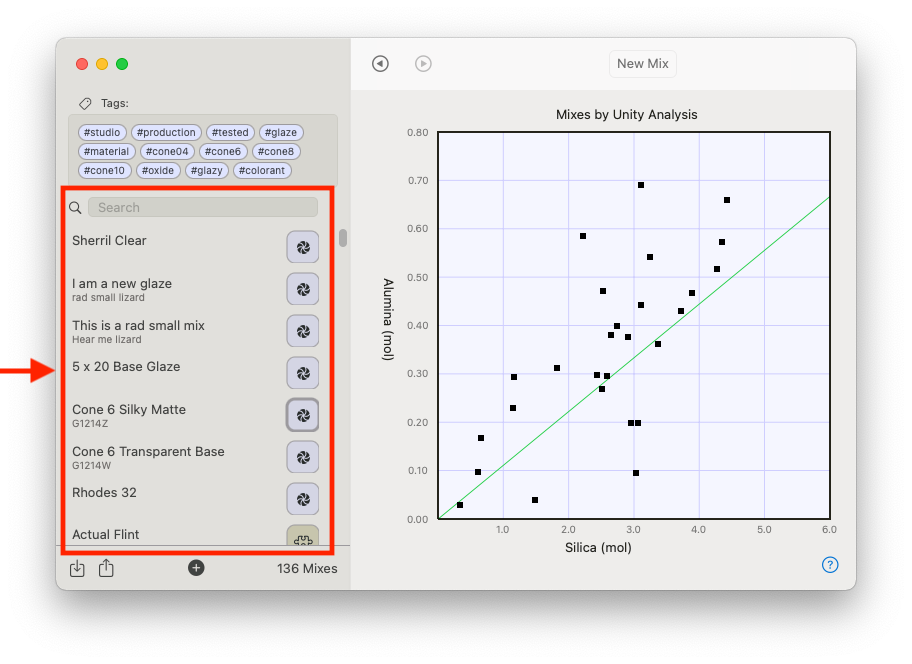 Tags:
#studio #production #tested #glaze
#material #cone04 #cone6 #cone8
#cone10 #oxide #glazy #colorant
Search
Sherril Clear
I am a new glaze
rad small lizard
This is a rad small mix
Hear me lizard
5 x 20 Base Glaze
Cone 6 Silky Matte
G1214Z
Cone 6 Transparent Base
G1214W
Rhodes 32
Actual Flint
136 Mixes
New Mix
Mixes by Unity Analysis
0.80
0.70
0.60
0.50
0.40
0.30
0.20
0.10
0.00
Alumina (mol)
1.0 2.0 3.0 4.0 5.0 6.0
Silica (mol)
?